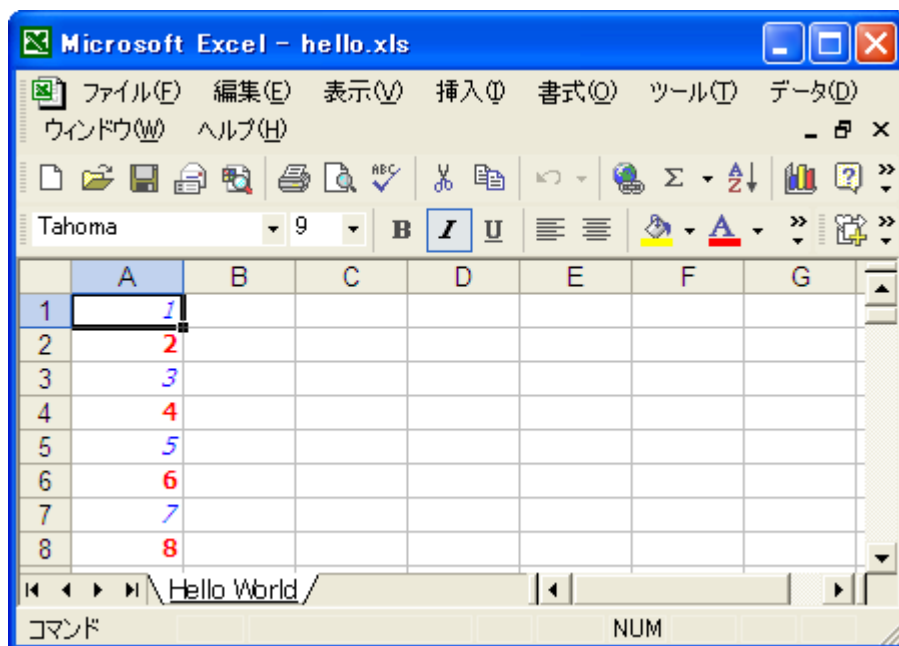 Microsoft Excel - hello.xls
ファイル(F) 編集(E) 表示(V) 挿入(I) 書式(O) ツール(T) データ(D)
ウィンドウ(W) ヘルプ(H)
ABC Σ A Z ?
Tahoma 9 B I U A
A B C D E F G
1 1
2 2
3 3
4 4
5 5
6 6
7 7
8 8
Hello World
コマンド NUM